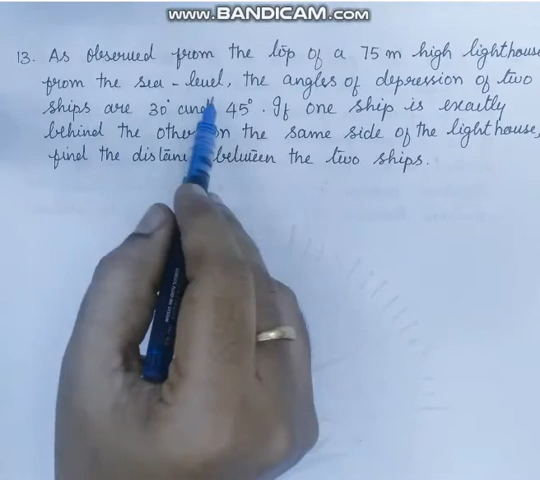 www.BANDICAM.com
13. As observed from the top of a 75 m high lighthouse
from the sea-level, the angles of depression of two
ships are 30° and 45°. If one ship is exactly
behind the other on the same side of the lighthouse,
find the distance between the two ships.